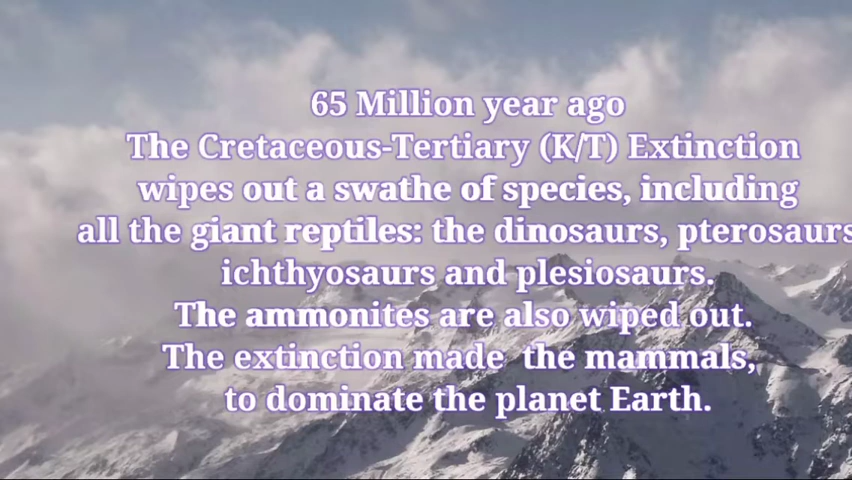 65 Million year ago
The Cretaceous-Tertiary (K/T) Extinction
wipes out a swathe of species, including
all the giant reptiles: the dinosaurs, pterosaurs
ichthyosaurs and plesiosaurs.
The ammonites are also wiped out.
The extinction made  the mammals,
to dominate the planet Earth.